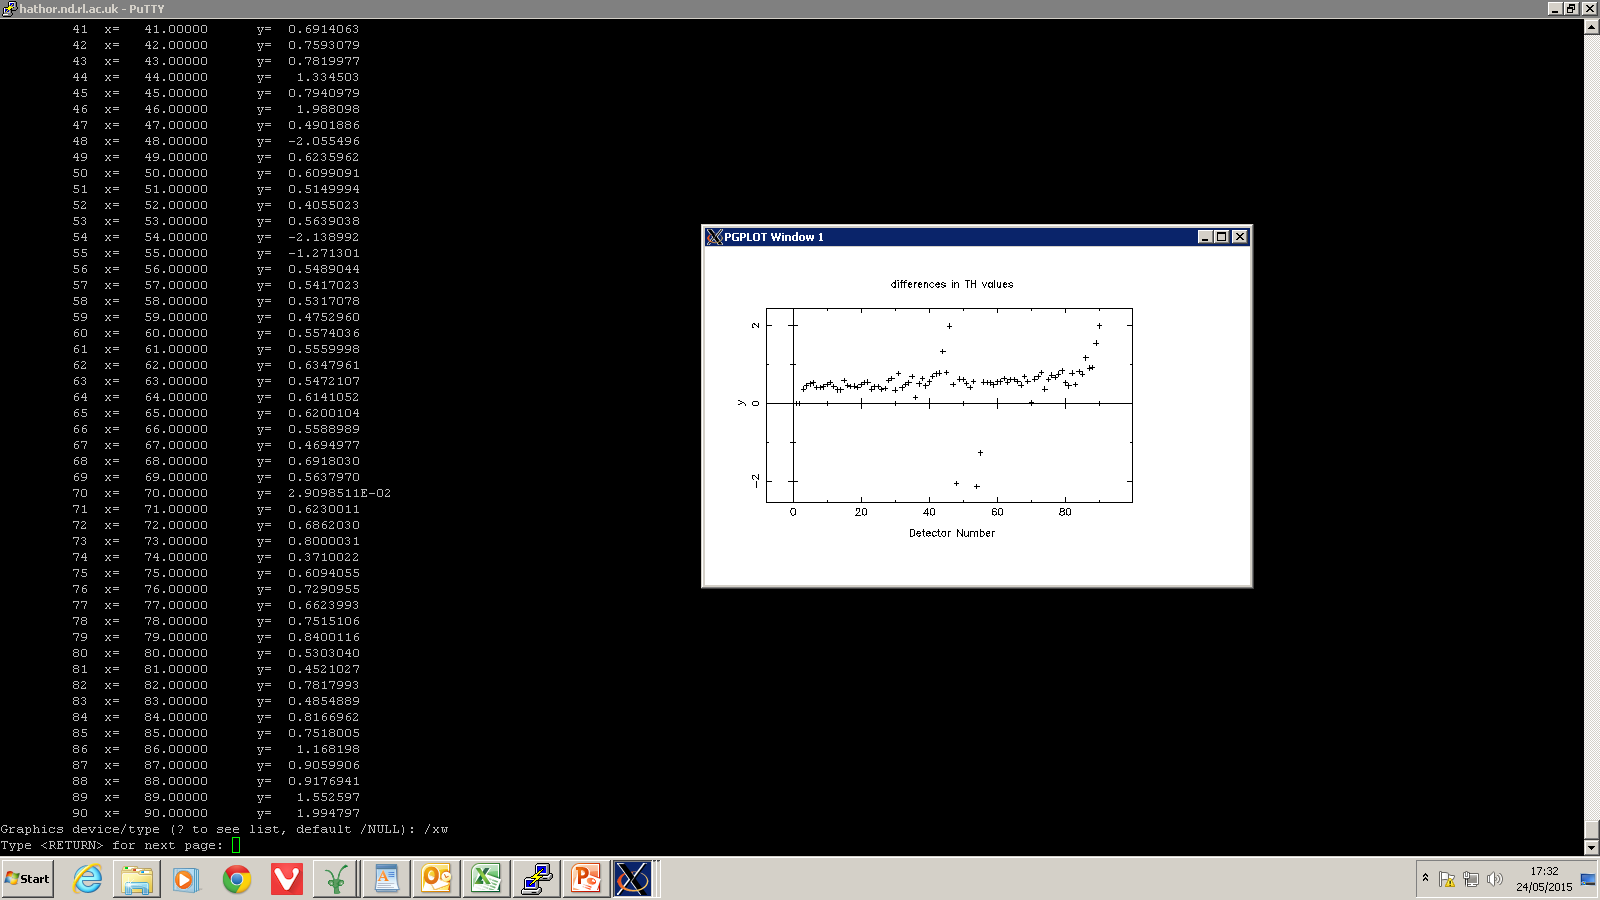 hathor.nd.rl.ac.uk - PuTTY
41 x= 41.00000 y= 0.6914063
42 x= 42.00000 y= 0.7593079
43 x= 43.00000 y= 0.7819977
44 x= 44.00000 y= 1.334503
45 x= 45.00000 y= 0.7940979
46 x= 46.00000 y= 1.988098
47 x= 47.00000 y= 0.4901886
48 x= 48.00000 y= -2.055496
49 x= 49.00000 y= 0.6235962
50 x= 50.00000 y= 0.6099091
51 x= 51.00000 y= 0.5149994
52 x= 52.00000 y= 0.4055023
53 x= 53.00000 y= 0.5639038
54 x= 54.00000 y= -2.138992
55 x= 55.00000 y= -1.271301
56 x= 56.00000 y= 0.5489044
57 x= 57.00000 y= 0.5417023
58 x= 58.00000 y= 0.5317078
59 x= 59.00000 y= 0.4752960
60 x= 60.00000 y= 0.5574036
61 x= 61.00000 y= 0.5559998
62 x= 62.00000 y= 0.6347961
63 x= 63.00000 y= 0.5472107
64 x= 64.00000 y= 0.6141052
65 x= 65.00000 y= 0.6200104
66 x= 66.00000 y= 0.5588989
67 x= 67.00000 y= 0.4694977
68 x= 68.00000 y= 0.6918030
69 x= 69.00000 y= 0.5637970
70 x= 70.00000 y= 2.9098511E-02
71 x= 71.00000 y= 0.6230011
72 x= 72.00000 y= 0.6862030
73 x= 73.00000 y= 0.8000031
74 x= 74.00000 y= 0.3710022
75 x= 75.00000 y= 0.6094055
76 x= 76.00000 y= 0.7290955
77 x= 77.00000 y= 0.6623993
78 x= 78.00000 y= 0.7515106
79 x= 79.00000 y= 0.8400116
80 x= 80.00000 y= 0.5303040
81 x= 81.00000 y= 0.4521027
82 x= 82.00000 y= 0.7817993
83 x= 83.00000 y= 0.4854889
84 x= 84.00000 y= 0.8166962
85 x= 85.00000 y= 0.7518005
86 x= 86.00000 y= 1.168198
87 x= 87.00000 y= 0.9059906
88 x= 88.00000 y= 0.9176941
89 x= 89.00000 y= 1.552597
90 x= 90.00000 y= 1.994797
Graphics device/type (? to see list, default /NULL): /xw
Type <RETURN> for next page:
PGPLOT Window 1
differences in TH values
2
y 0
-2
0 20 40 60 80
Detector Number
Start
17:32
24/05/2015